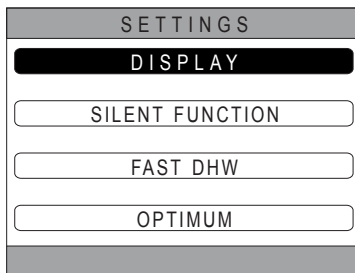 SETTINGS
DISPLAY
SILENT FUNCTION
FAST DHW
OPTIMUM